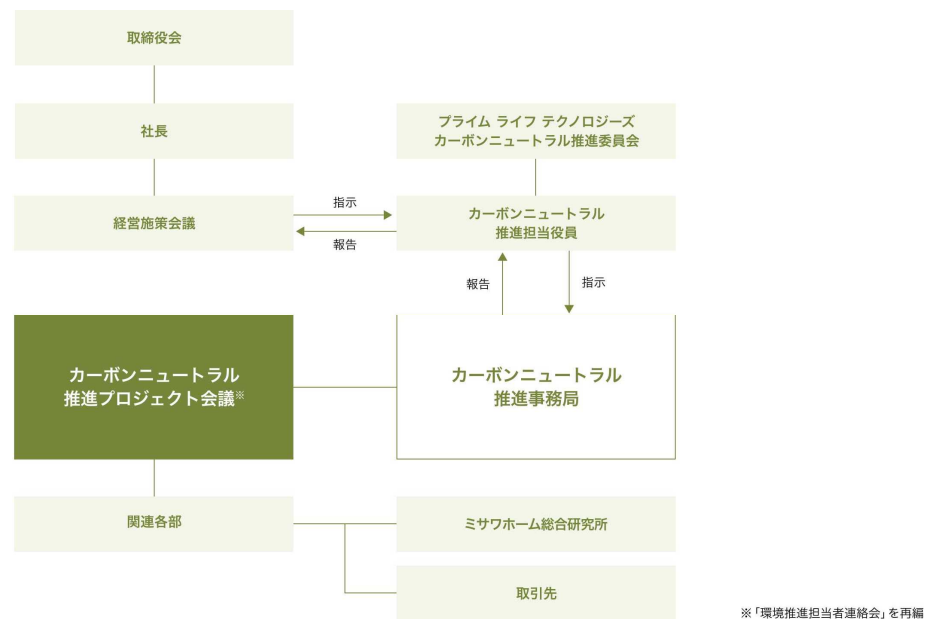 取締役会
社長
プライム ライフ テクノロジーズ
カーボンニュートラル推進委員会
経営施策会議
指示
報告
カーボンニュートラル
推進担当役員
報告
指示
カーボンニュートラル
推進プロジェクト会議※
カーボンニュートラル
推進事務局
関連各部
ミサワホーム総合研究所
取引先
※「環境推進担当者連絡会」を再編